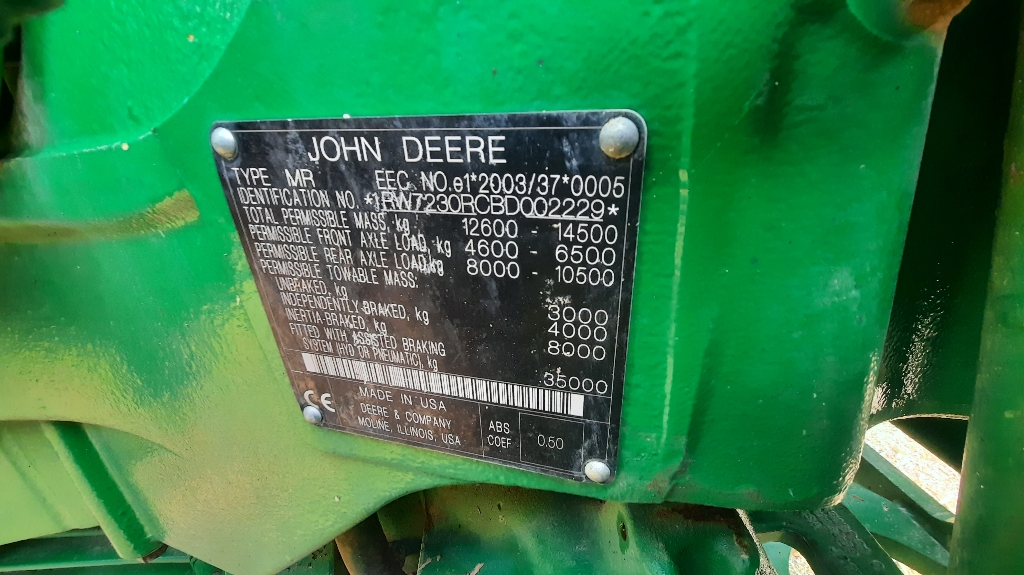 JOHN DEERE
TYPE MR EEC NO. e1*2003/37*0005
IDENTIFICATION NO. *1RW7230RCBD002229*
TOTAL PERMISSIBLE MASS, kg 12600 - 14500
PERMISSIBLE FRONT AXLE LOAD, kg 4600 - 6500
PERMISSIBLE REAR AXLE LOAD, kg 8000 - 10500
PERMISSIBLE TOWABLE MASS:
UNBRAKED, kg 3000
INDEPENDENTLY BRAKED, kg 4000
INERTIA BRAKED, kg 8000
FITTED WITH ASSISTED BRAKING
SYSTEM (HYD OR PNEUMATIC), kg 35000
CE MADE IN USA
DEERE & COMPANY
MOLINE, ILLINOIS, USA
ABS
COEF 0.50